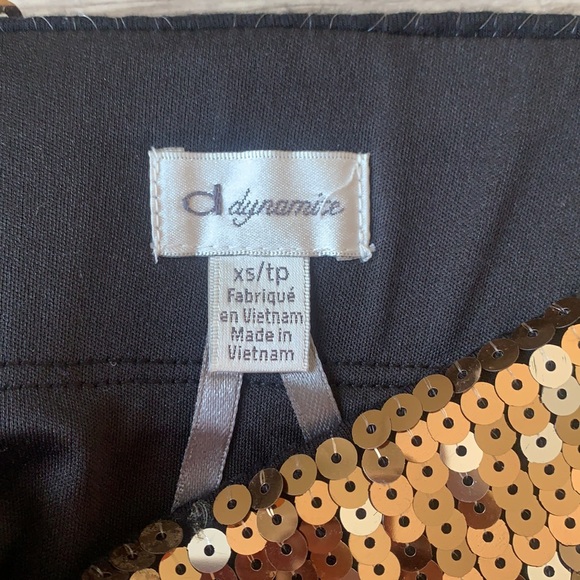 d dynamite
xs/tp
Fabriqué
en Vietnam
Made in
Vietnam